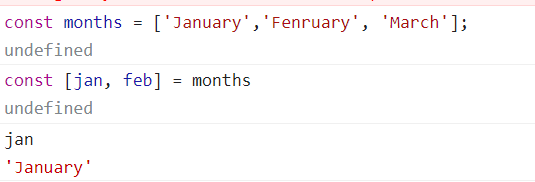 const months = ['January','Fenruary', 'March'];
undefined
const [jan, feb] = months
undefined
jan
'January'